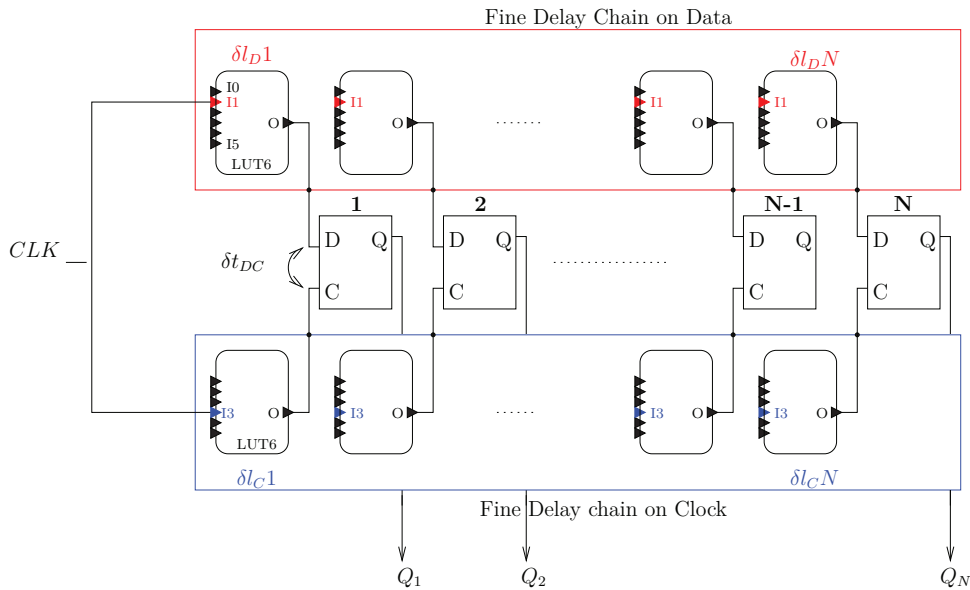 Fine Delay Chain on Data
δl_D1
δl_DN
I0
I1
I1
I1
I1
O
O
.......
O
O
I5
LUT6
1
2
N-1
N
D Q
D Q
D Q
D Q
CLK
δt_DC
.................
C
C
C
C
I3
O
I3
O
......
I3
O
I3
O
LUT6
δl_C1
δl_CN
Fine Delay chain on Clock
Q_1
Q_2
Q_N